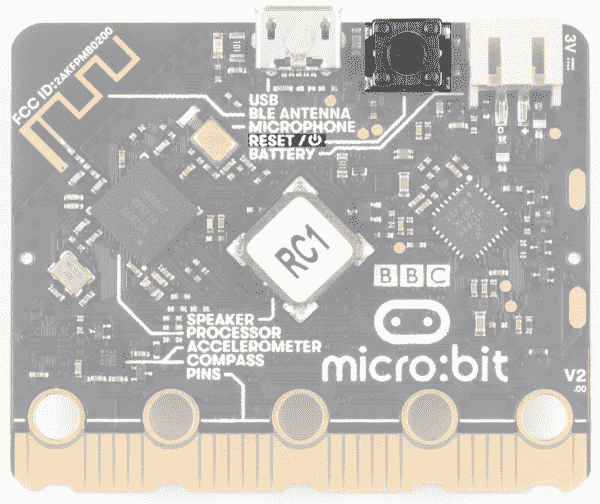 3V
FCC ID:2AKFPMB0200
USB
BLE ANTENNA
MICROPHONE
RESET /
BATTERY
RC1
BBC
SPEAKER
PROCESSOR
ACCELEROMETER
COMPASS
PINS
micro:bit
V2
.00